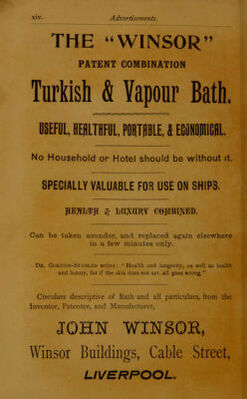 xiv. Advertisements.
THE "WINSOR"
PATENT COMBINATION
Turkish & Vapour Bath.
USEFUL, HEALTHFUL, PORTABLE, & ECONOMICAL.
No Household or Hotel should be without it.
SPECIALLY VALUABLE FOR USE ON SHIPS.
HEALTH & LUXURY COMBINED.
Can be taken asunder, and replaced again elsewhere
in a few minutes only.
DR. GORDON-STABLES writes: "Health and longevity, as well as health
and luxury, for if the skin does not act, all goes wrong."
Circulars descriptive of Bath and all particulars, from the
Inventor, Patentee, and Manufacturer,
JOHN WINSOR,
Winsor Buildings, Cable Street,
LIVERPOOL.